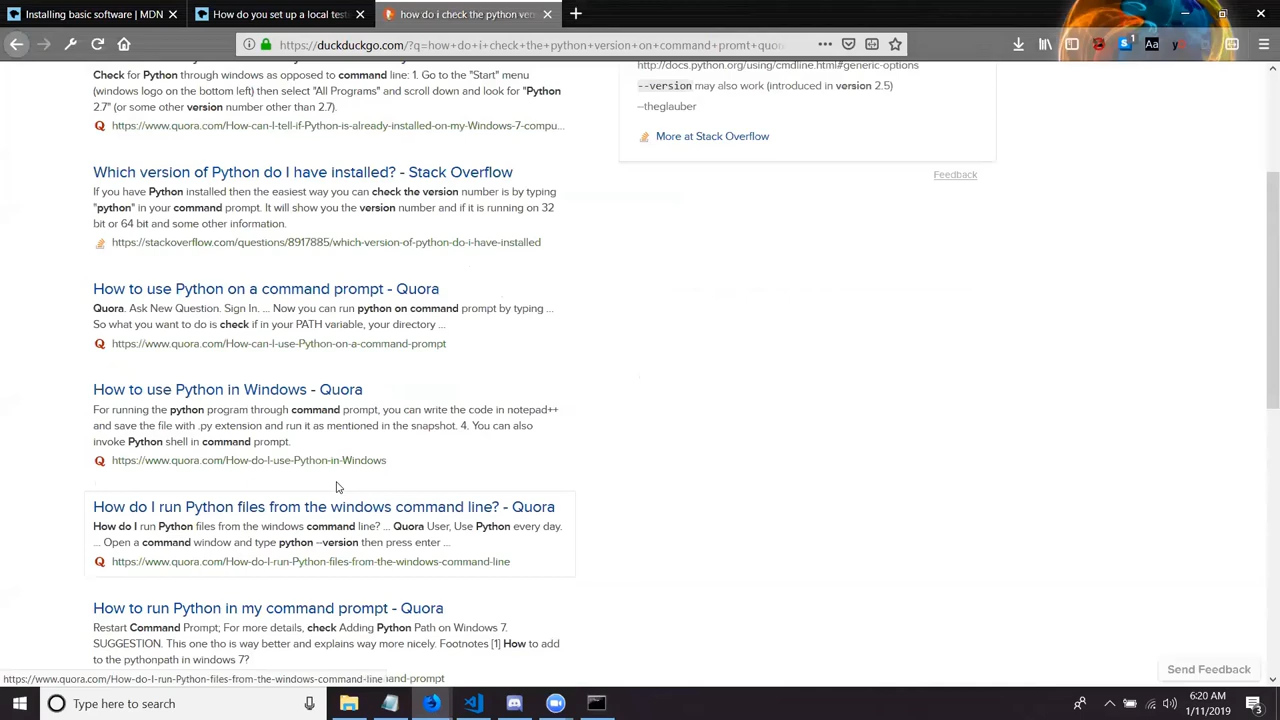 Installing basic software | MDN
How do you set up a local test
how do i check the python vers
https://duckduckgo.com/?q=how+do+i+check+the+python+version+on+command+promt+quo
Check for Python through windows as opposed to command line: 1. Go to the "Start" menu
(windows logo on the bottom left) then select "All Programs" and scroll down and look for "Python
2.7" (or some other version number other than 2.7).
https://www.quora.com/How-can-I-tell-if-Python-is-already-installed-on-my-Windows-7-compu...
http://docs.python.org/using/cmdline.html#generic-options
--version may also work (introduced in version 2.5)
--theglauber
More at Stack Overflow
Feedback
Which version of Python do I have installed? - Stack Overflow
If you have Python installed then the easiest way you can check the version number is by typing
"python" in your command prompt. It will show you the version number and if it is running on 32
bit or 64 bit and some other information.
https://stackoverflow.com/questions/8917885/which-version-of-python-do-i-have-installed
How to use Python on a command prompt - Quora
Quora. Ask New Question. Sign In. ... Now you can run python on command prompt by typing ...
So what you want to do is check if in your PATH variable, your directory ...
https://www.quora.com/How-can-I-use-Python-on-a-command-prompt
How to use Python in Windows - Quora
For running the python program through command prompt, you can write the code in notepad++
and save the file with .py extension and run it as mentioned in the snapshot. 4. You can also
invoke Python shell in command prompt.
https://www.quora.com/How-do-I-use-Python-in-Windows
How do I run Python files from the windows command line? - Quora
How do I run Python files from the windows command line? ... Quora User, Use Python every day.
... Open a command window and type python --version then press enter ...
https://www.quora.com/How-do-I-run-Python-files-from-the-windows-command-line
How to run Python in my command prompt - Quora
Restart Command Prompt; For more details, check Adding Python Path on Windows 7.
SUGGESTION. This one tho is way better and explains way more nicely. Footnotes [1] How to add
to the pythonpath in windows 7?
Send Feedback
https://www.quora.com/How-do-I-run-Python-files-from-the-windows-command-line
and-prompt
Type here to search
6:20 AM
1/11/2019
3